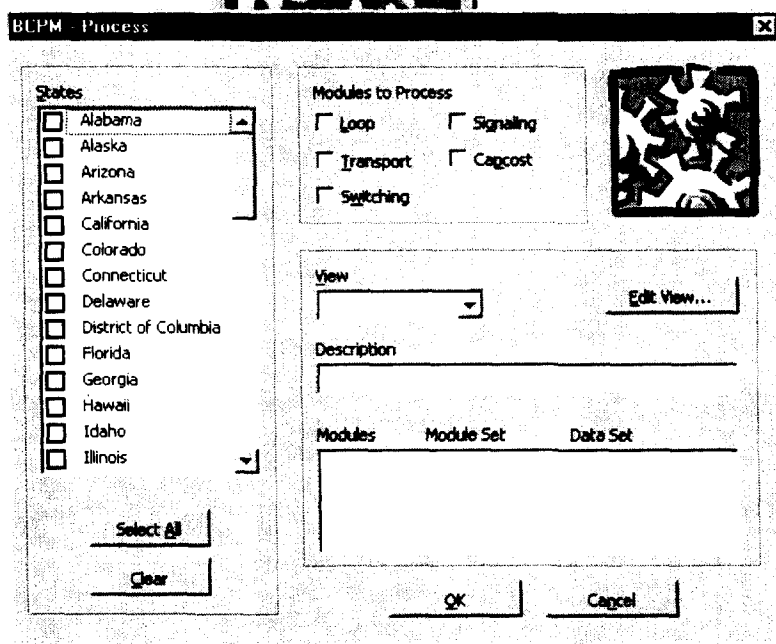 BCPM - Process
States
Alabama
Alaska
Arizona
Arkansas
California
Colorado
Connecticut
Delaware
District of Columbia
Florida
Georgia
Hawaii
Idaho
Illinois
Select All
Clear
Modules to Process
Loop
Signaling
Transport
Capcost
Switching
View
Edit View...
Description
Modules Module Set Data Set
OK
Cancel